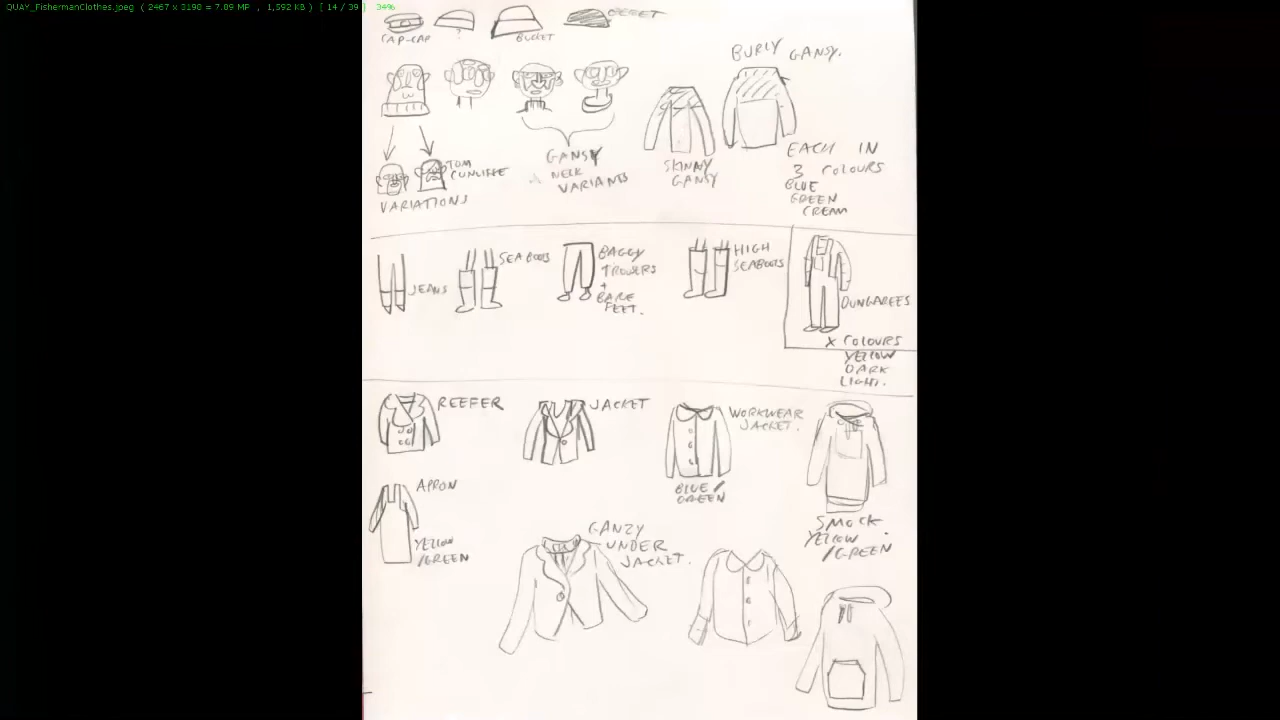 QUAY_FishermanClothes.jpeg ( 2467 x 3190 = 7.89 MP , 1,592 KB ) [ 14 / 39 ] 34%
CAP-CAP
?
BUCKET
BERET
BURLY GANSY.
GANSY
NECK
VARIANTS
SKINNY
GANSY
EACH IN
3 COLOURS
BLUE
GREEN
CREAM
TOM
CUNLIFFE
VARIATIONS
JEANS
SEABOOTS
BAGGY
TROUSERS
+
BARE
FEET.
HIGH
SEABOOTS
DUNGAREES
X COLOURS
YELLOW
DARK
LIGHT.
REEFER
JACKET
WORKWEAR
JACKET.
BLUE/
GREEN
SMOCK.
YELLOW
/GREEN
APRON
YELLOW
/GREEN
GANZY
UNDER
JACKET.